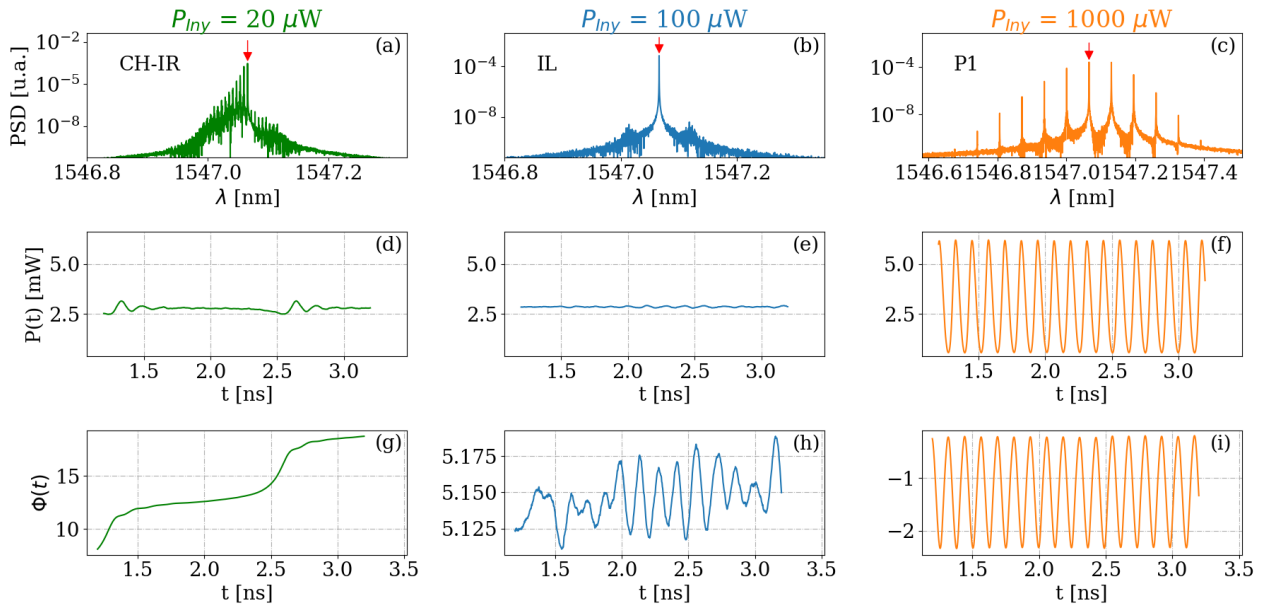 P_Iny = 20 μW
P_Iny = 100 μW
P_Iny = 1000 μW
(a)
CH-IR
10⁻²
10⁻⁵
10⁻⁸
PSD [u.a.]
1546.8 1547.0 1547.2
λ [nm]
(b)
IL
10⁻⁴
10⁻⁸
1546.8 1547.0 1547.2
λ [nm]
(c)
P1
10⁻⁴
10⁻⁸
1546.6 1546.8 1547.0 1547.2 1547.4
λ [nm]
(d)
5.0
2.5
P(t) [mW]
1.5 2.0 2.5 3.0
t [ns]
(e)
5.0
2.5
1.5 2.0 2.5 3.0
t [ns]
(f)
5.0
2.5
1.5 2.0 2.5 3.0
t [ns]
(g)
15
10
Φ(t)
1.5 2.0 2.5 3.0 3.5
t [ns]
(h)
5.175
5.150
5.125
1.5 2.0 2.5 3.0 3.5
t [ns]
(i)
−1
−2
1.5 2.0 2.5 3.0 3.5
t [ns]